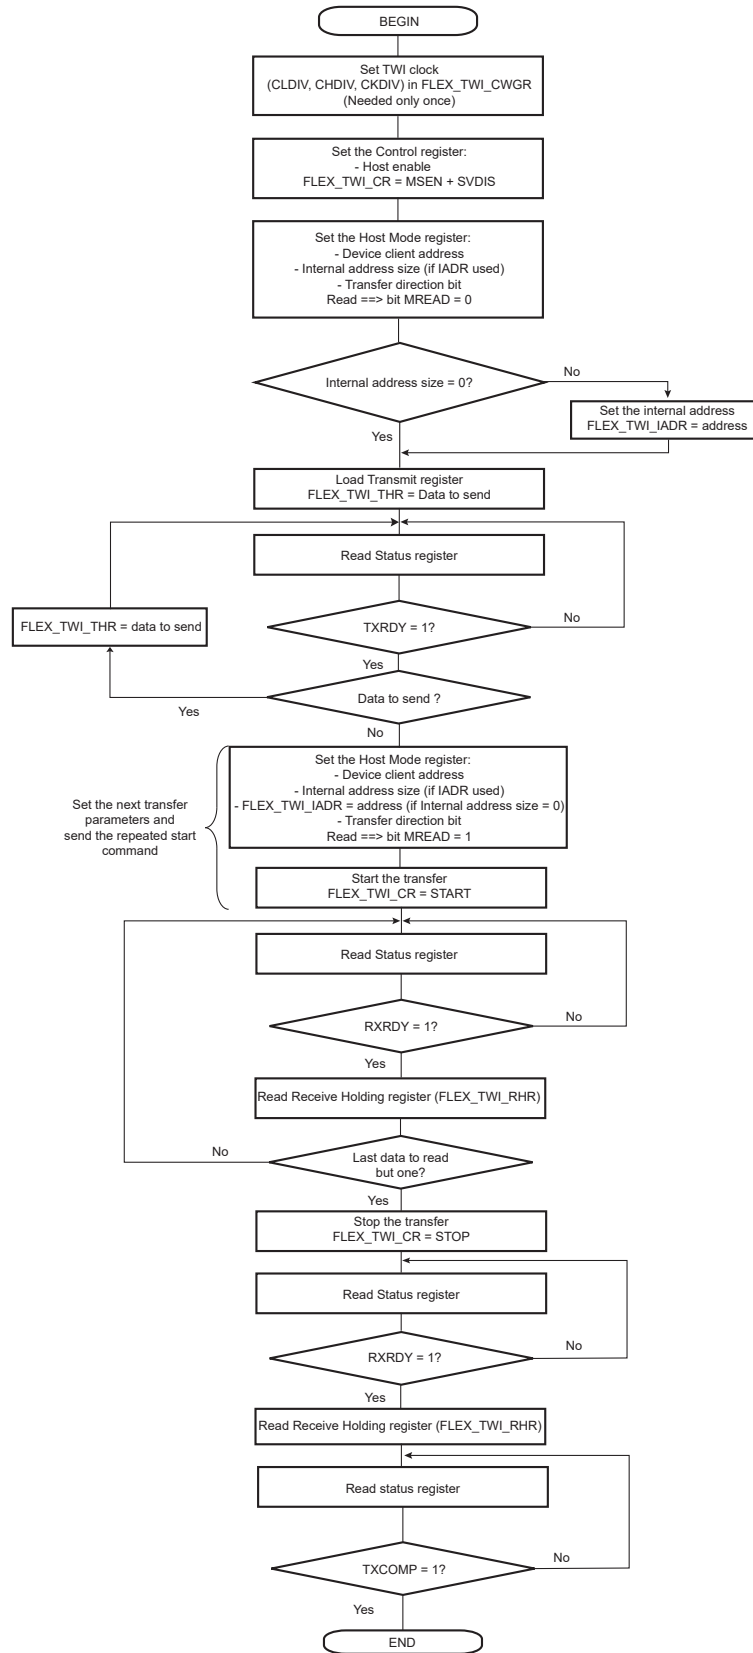 BEGIN
Set TWI clock
(CLDIV, CHDIV, CKDIV) in FLEX_TWI_CWGR
(Needed only once)
Set the Control register:
- Host enable
FLEX_TWI_CR = MSEN + SVDIS
Set the Host Mode register:
- Device client address
- Internal address size (if IADR used)
- Transfer direction bit
Read ==> bit MREAD = 0
Internal address size = 0?
No
Set the internal address
FLEX_TWI_IADR = address
Yes
Load Transmit register
FLEX_TWI_THR = Data to send
Read Status register
FLEX_TWI_THR = data to send
TXRDY = 1?
No
Yes
Data to send ?
Yes
No
Set the next transfer
parameters and
send the repeated start
command
Set the Host Mode register:
- Device client address
- Internal address size (if IADR used)
- FLEX_TWI_IADR = address (if Internal address size = 0)
- Transfer direction bit
Read ==> bit MREAD = 1
Start the transfer
FLEX_TWI_CR = START
Read Status register
RXRDY = 1?
No
Yes
Read Receive Holding register (FLEX_TWI_RHR)
No
Last data to read
but one?
Yes
Stop the transfer
FLEX_TWI_CR = STOP
Read Status register
RXRDY = 1?
No
Yes
Read Receive Holding register (FLEX_TWI_RHR)
Read status register
TXCOMP = 1?
No
Yes
END